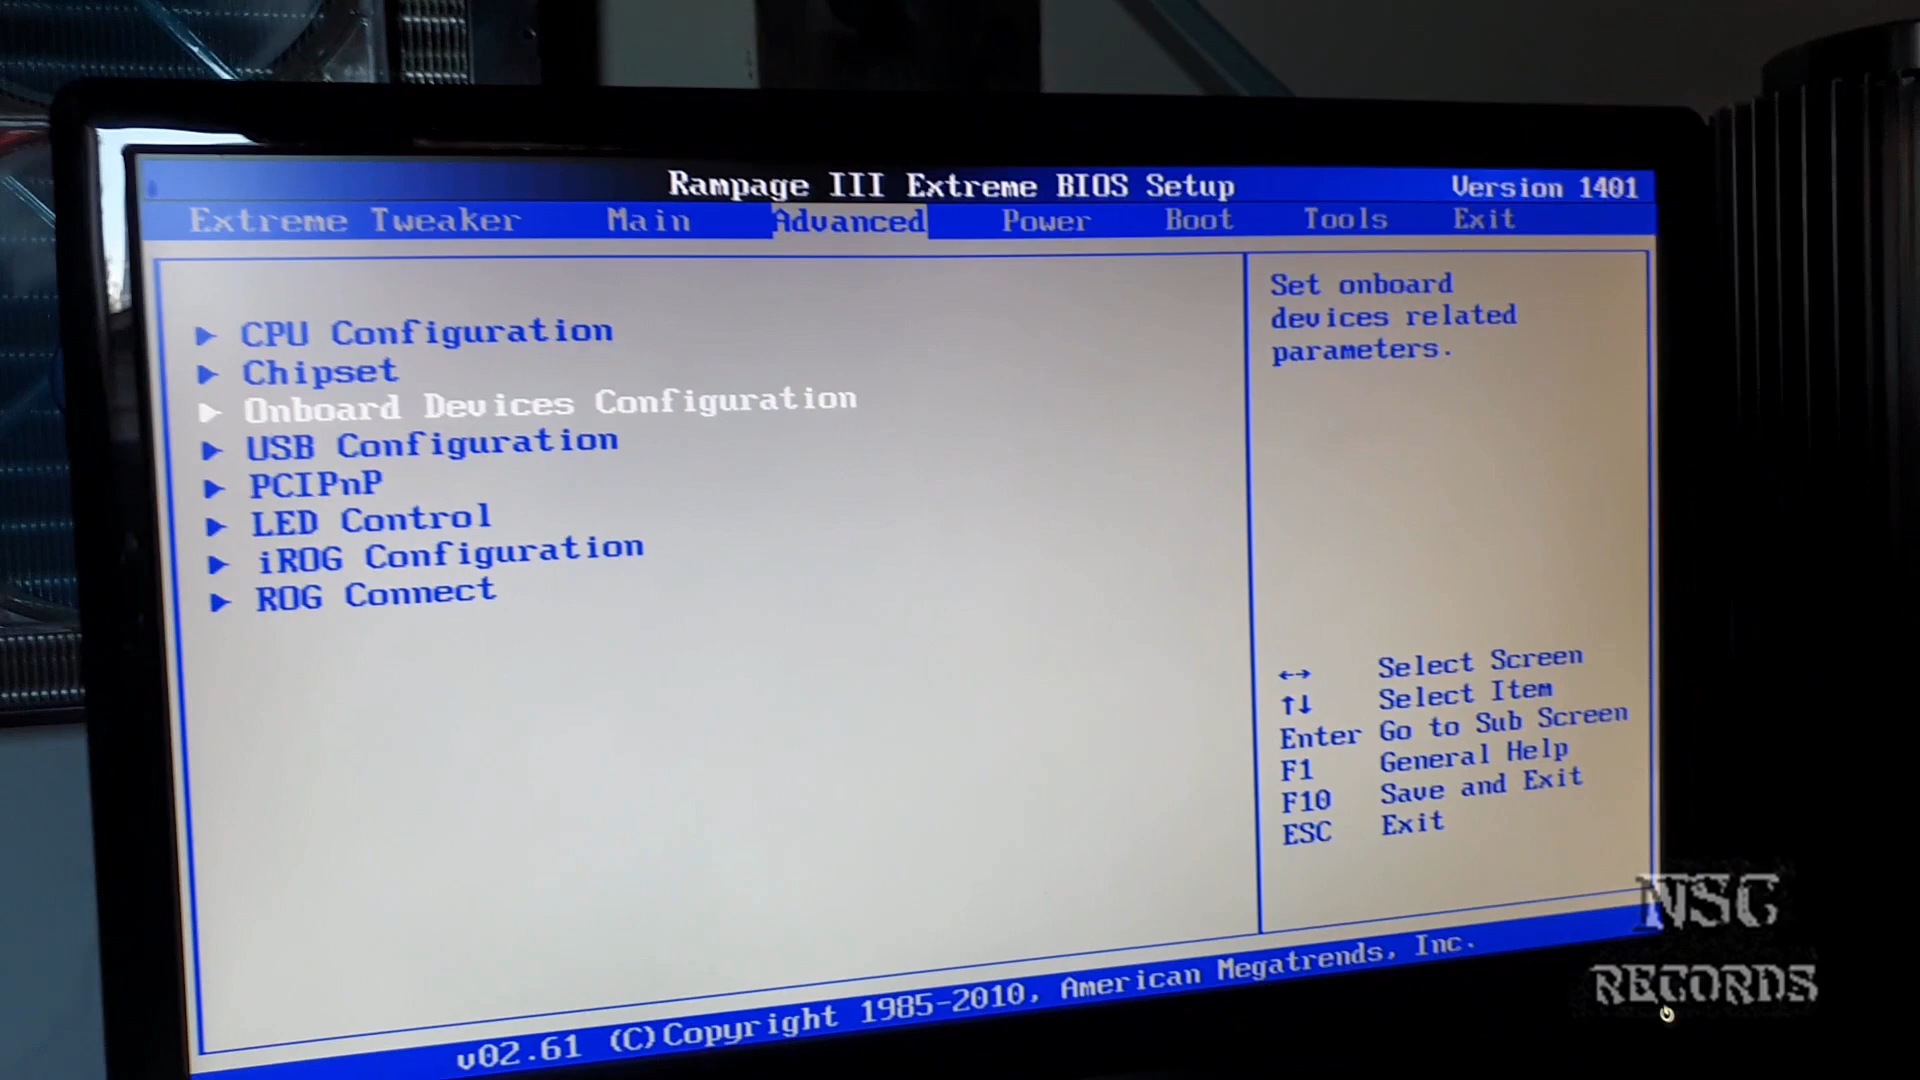 Rampage III Extreme BIOS Setup Version 1401
Extreme Tweaker Main Advanced Power Boot Tools Exit
CPU Configuration
Chipset
Onboard Devices Configuration
USB Configuration
PCIPnP
LED Control
iROG Configuration
ROG Connect
Set onboard
devices related
parameters.
←→ Select Screen
↑↓ Select Item
Enter Go to Sub Screen
F1 General Help
F10 Save and Exit
ESC Exit
v02.61 (C)Copyright 1985-2010, American Megatrends, Inc.
NSC
RECORDS